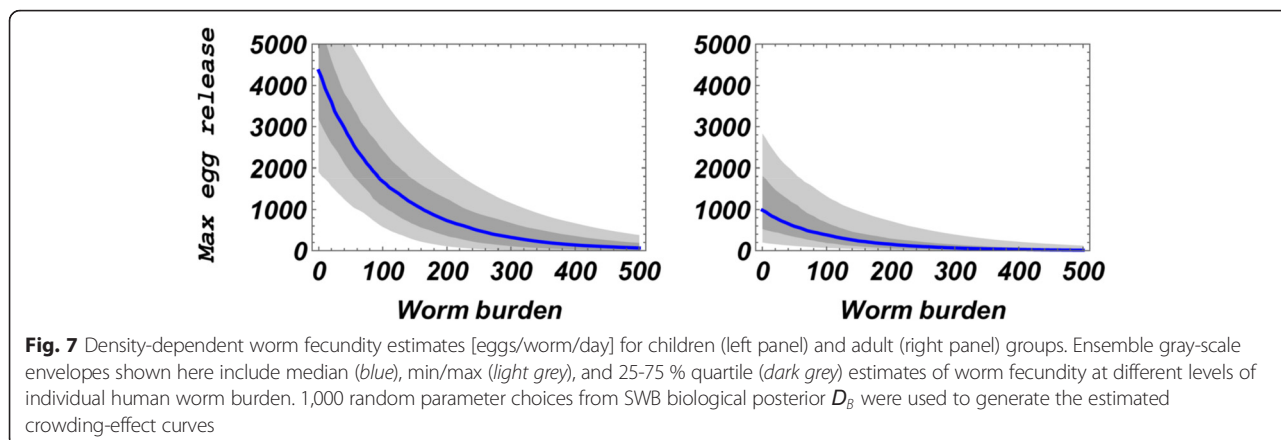 Max egg release
5000
4000
3000
2000
1000
0
0 100 200 300 400 500
Worm burden
5000
4000
3000
2000
1000
0
0 100 200 300 400 500
Worm burden
Fig. 7 Density-dependent worm fecundity estimates [eggs/worm/day] for children (left panel) and adult (right panel) groups. Ensemble gray-scale
envelopes shown here include median (blue), min/max (light grey), and 25-75 % quartile (dark grey) estimates of worm fecundity at different levels of
individual human worm burden. 1,000 random parameter choices from SWB biological posterior D_B were used to generate the estimated
crowding-effect curves